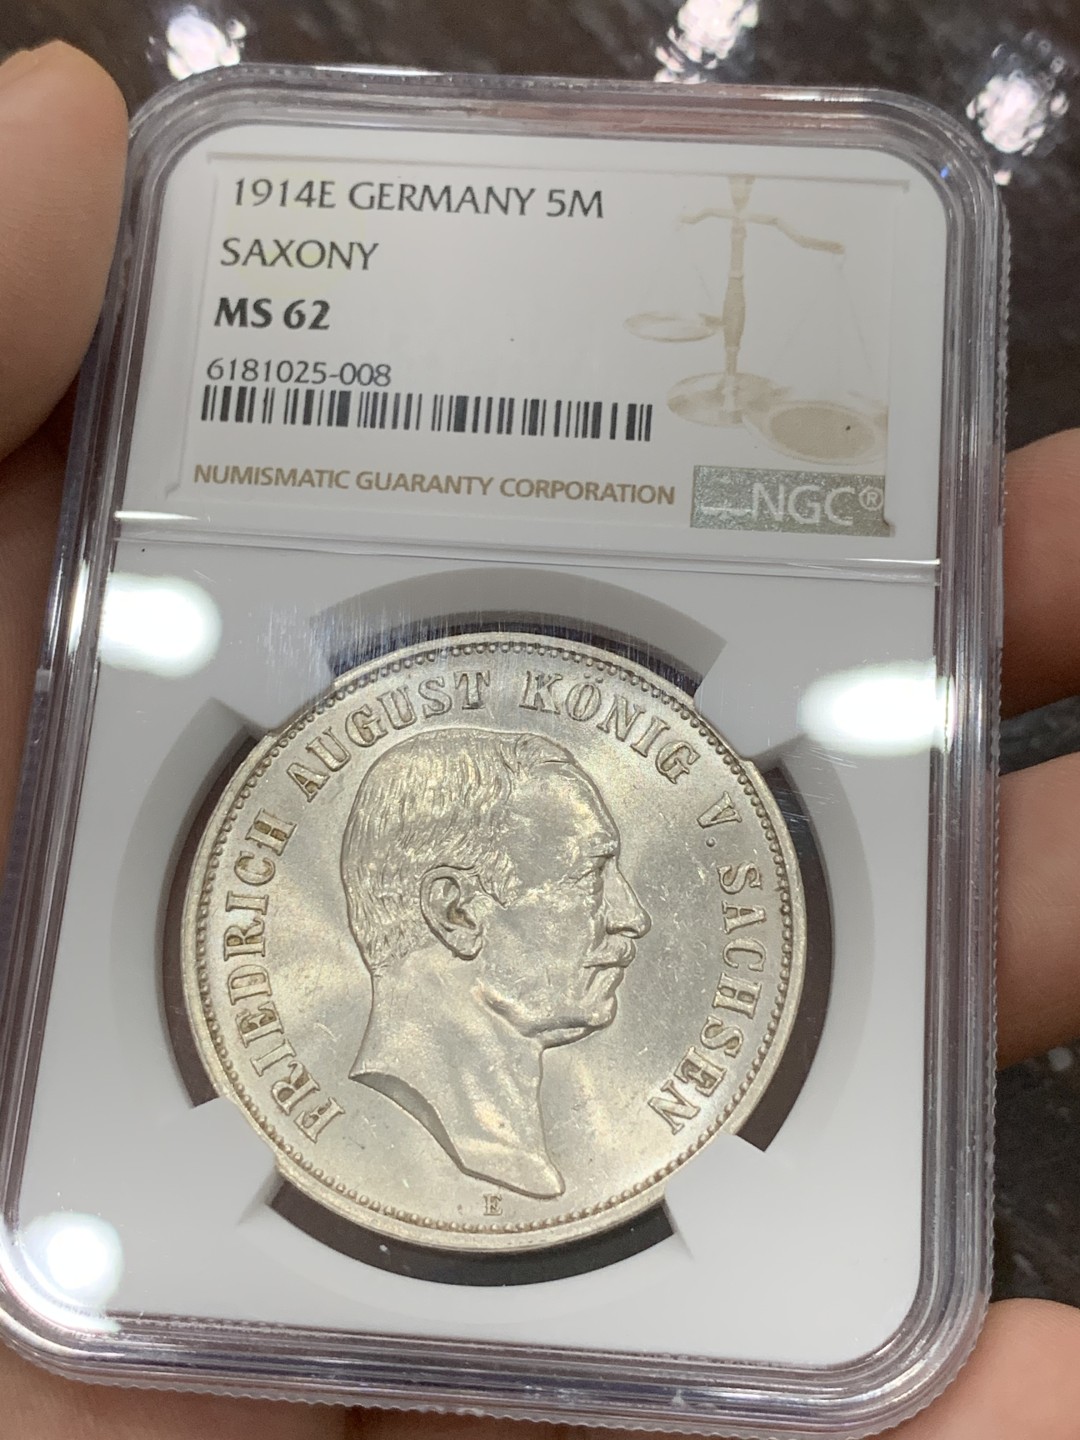 1914E GERMANY 5M
SAXONY
MS 62
6181025-008
NUMISMATIC GUARANTY CORPORATION
NGC®
FRIEDRICH AUGUST KÖNIG V. SACHSEN
E